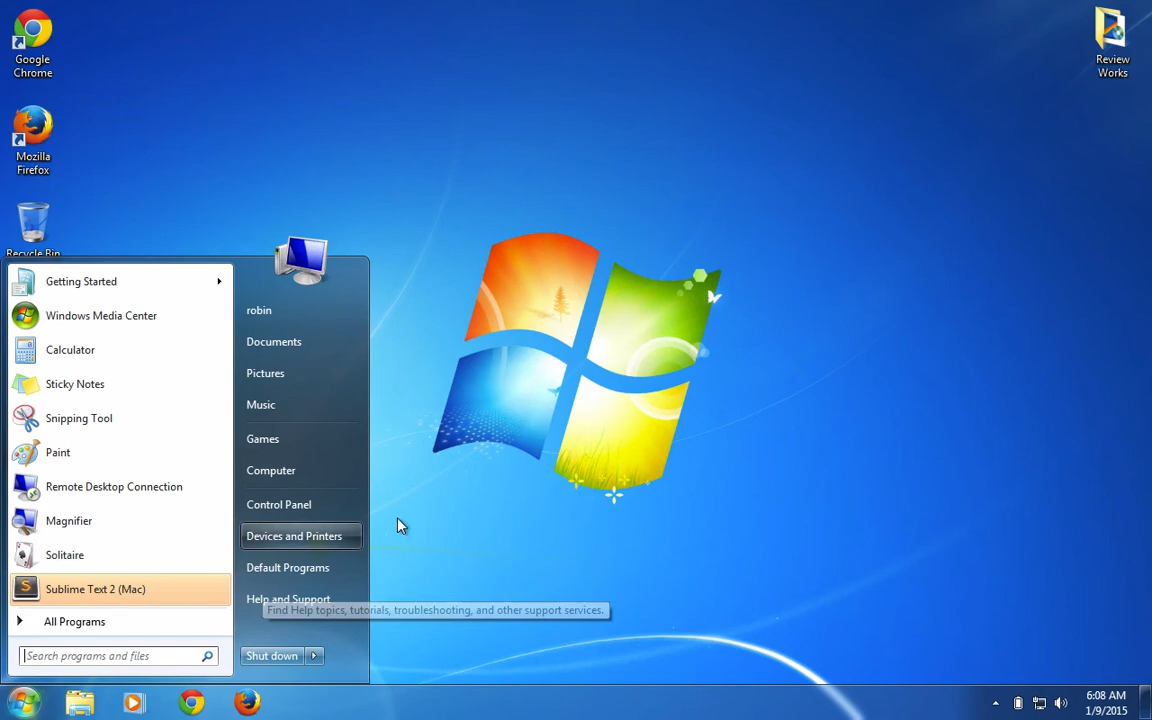 Google
Chrome
Mozilla
Firefox
Recycle Bin
Review
Works
Getting Started
Windows Media Center
Calculator
Sticky Notes
Snipping Tool
Paint
Remote Desktop Connection
Magnifier
Solitaire
Sublime Text 2 (Mac)
All Programs
Search programs and files
robin
Documents
Pictures
Music
Games
Computer
Control Panel
Devices and Printers
Default Programs
Help and Support
Find Help topics, tutorials, troubleshooting, and other support services.
Shut down
6:08 AM
1/9/2015